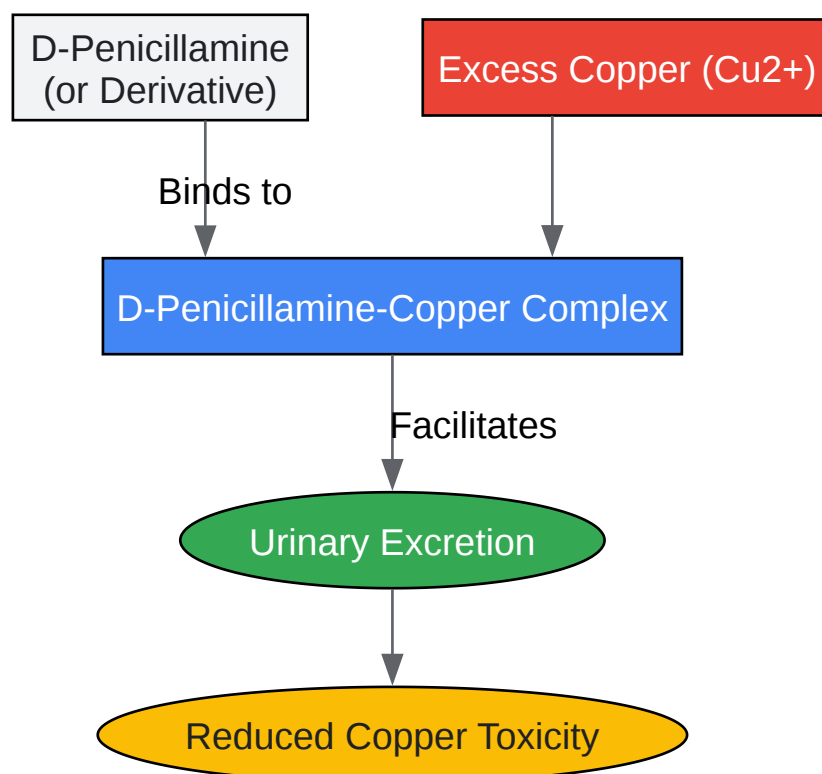 D-Penicillamine
(or Derivative)
Excess Copper (Cu2+)
Binds to
D-Penicillamine-Copper Complex
Facilitates
Urinary Excretion
Reduced Copper Toxicity